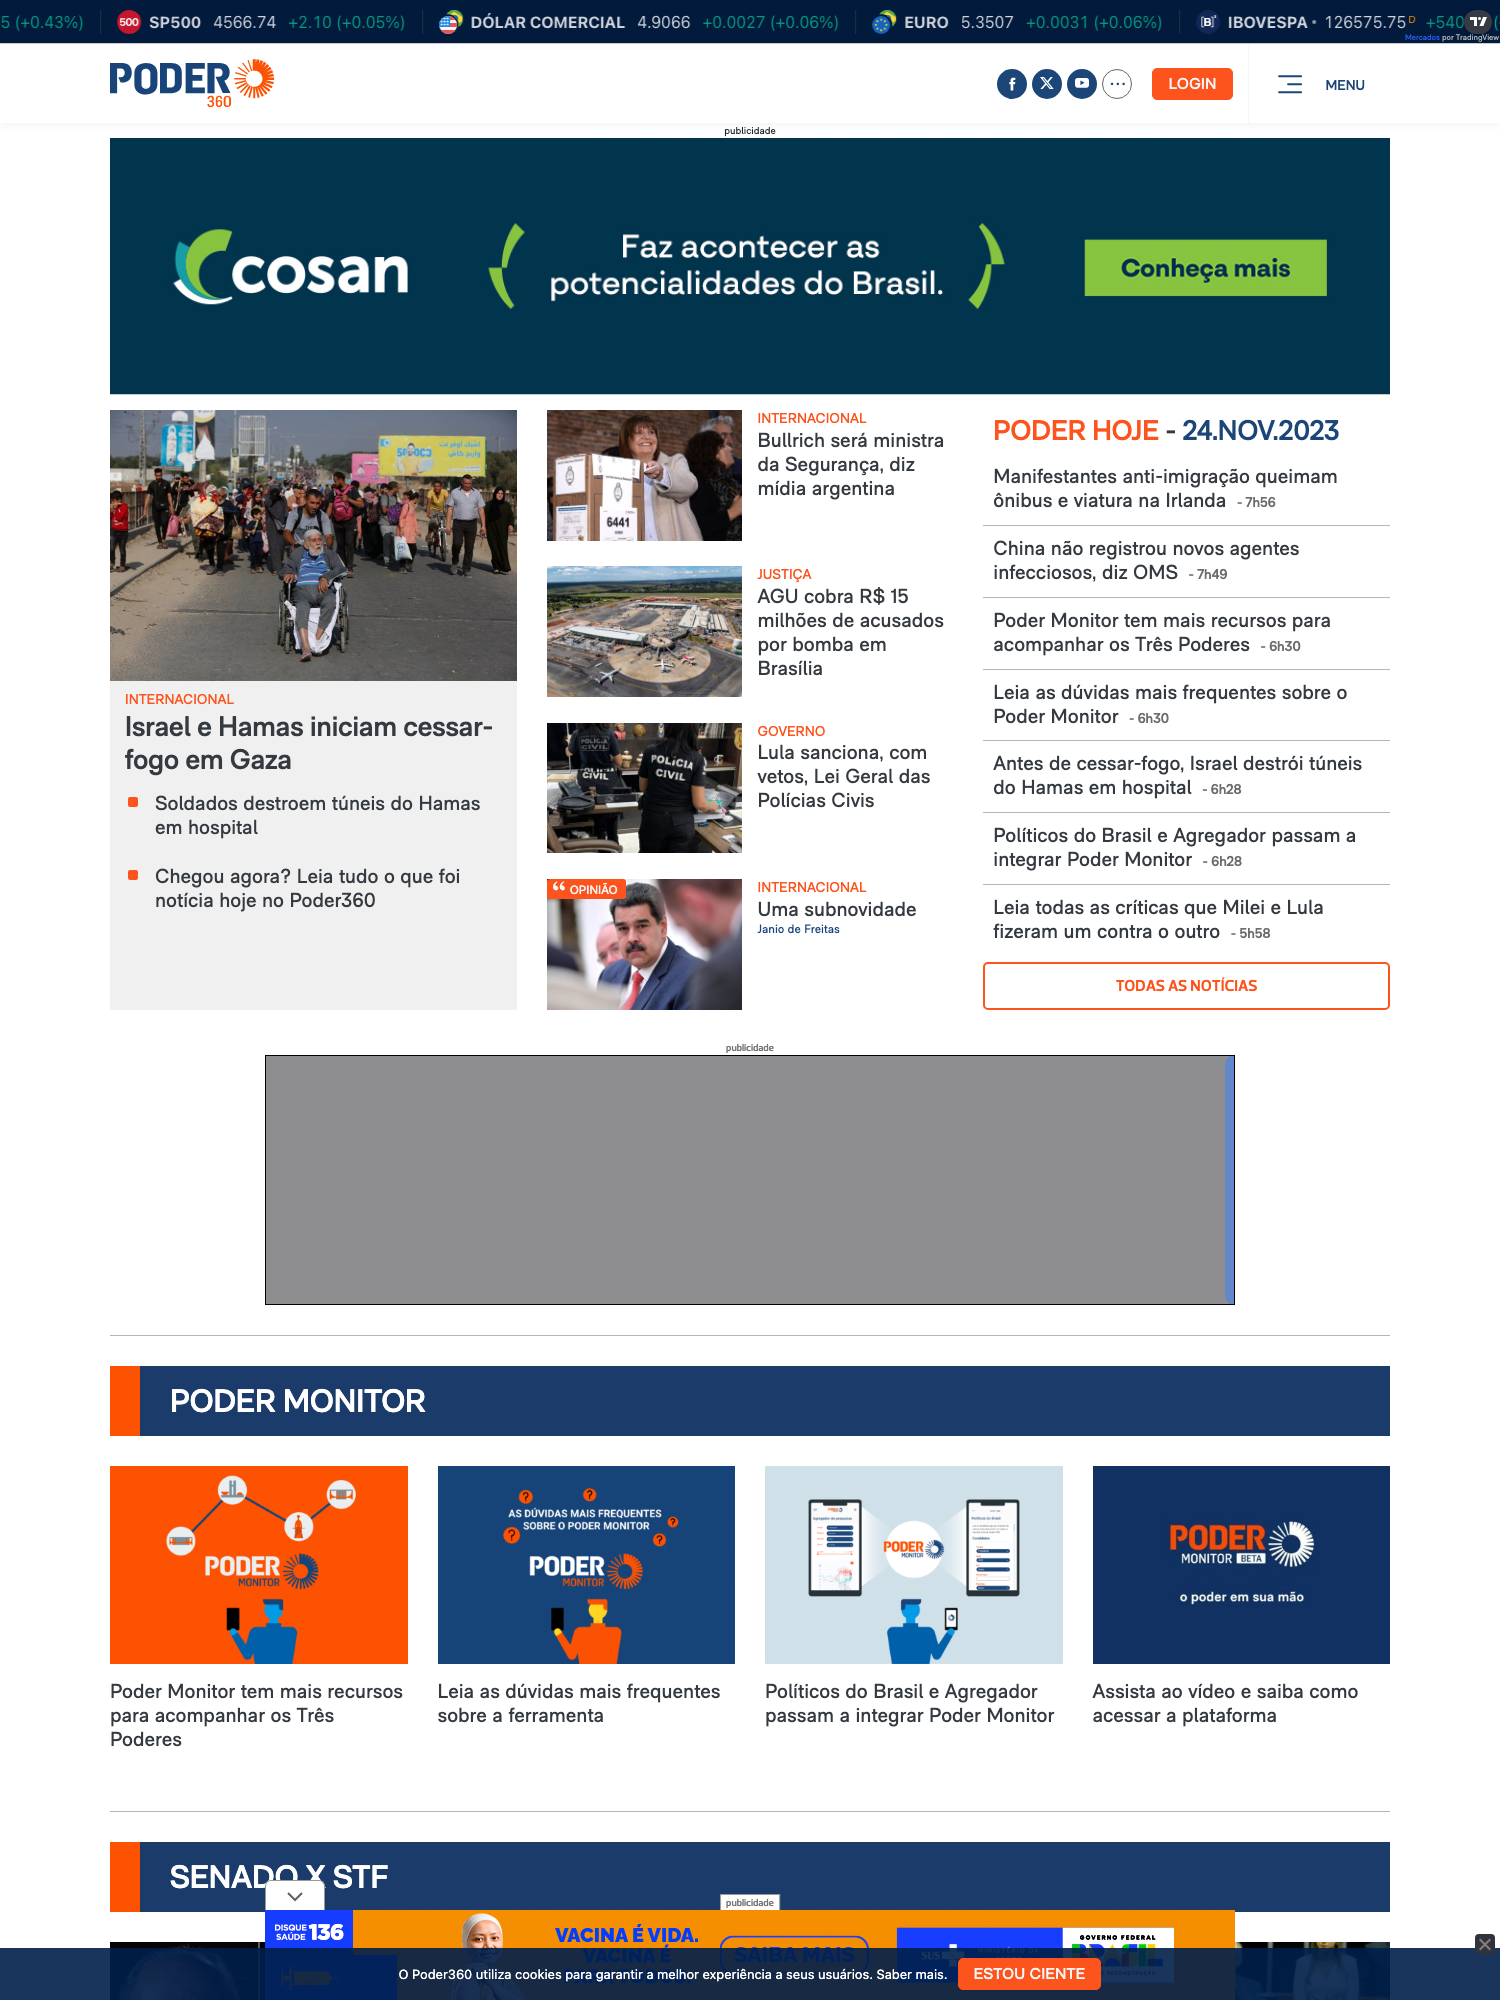 5 (+0.43%)
SP500 4566.74 +2.10 (+0.05%)
DÓLAR COMERCIAL 4.9066 +0.0027 (+0.06%)
EURO 5.3507 +0.0031 (+0.06%)
IBOVESPA • 126575.75 D +540
Mercados por TradingView
PODER
360
LOGIN
MENU
publicidade
cosan
Faz acontecer as
potencialidades do Brasil.
Conheça mais
INTERNACIONAL
Israel e Hamas iniciam cessar-
fogo em Gaza
Soldados destroem túneis do Hamas
em hospital
Chegou agora? Leia tudo o que foi
notícia hoje no Poder360
6441
INTERNACIONAL
Bullrich será ministra
da Segurança, diz
mídia argentina
JUSTIÇA
AGU cobra R$ 15
milhões de acusados
por bomba em
Brasília
POLÍCIA
CIVIL
POLÍCIA
CIVIL
GOVERNO
Lula sanciona, com
vetos, Lei Geral das
Polícias Civis
OPINIÃO
INTERNACIONAL
Uma subnovidade
Janio de Freitas
PODER HOJE - 24.NOV.2023
Manifestantes anti-imigração queimam
ônibus e viatura na Irlanda - 7h56
China não registrou novos agentes
infecciosos, diz OMS - 7h49
Poder Monitor tem mais recursos para
acompanhar os Três Poderes - 6h30
Leia as dúvidas mais frequentes sobre o
Poder Monitor - 6h30
Antes de cessar-fogo, Israel destrói túneis
do Hamas em hospital - 6h28
Políticos do Brasil e Agregador passam a
integrar Poder Monitor - 6h28
Leia todas as críticas que Milei e Lula
fizeram um contra o outro - 5h58
TODAS AS NOTÍCIAS
publicidade
PODER MONITOR
PODER
MONITOR
Poder Monitor tem mais recursos
para acompanhar os Três
Poderes
AS DÚVIDAS MAIS FREQUENTES
SOBRE O PODER MONITOR
PODER
MONITOR
Leia as dúvidas mais frequentes
sobre a ferramenta
PODER
MONITOR
Políticos do Brasil e Agregador
passam a integrar Poder Monitor
PODER
MONITOR BETA
o poder em sua mão
Assista ao vídeo e saiba como
acessar a plataforma
SENADO X STF
publicidade
DISQUE
SAÚDE 136
VACINA É VIDA.
VACINA É
SAIBA MAIS
SUS
GOVERNO FEDERAL
BRASIL
O Poder360 utiliza cookies para garantir a melhor experiência a seus usuários. Saber mais.
ESTOU CIENTE